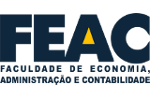 FEAC
FACULDADE DE ECONOMIA,
ADMINISTRAÇÃO E CONTABILIDADE